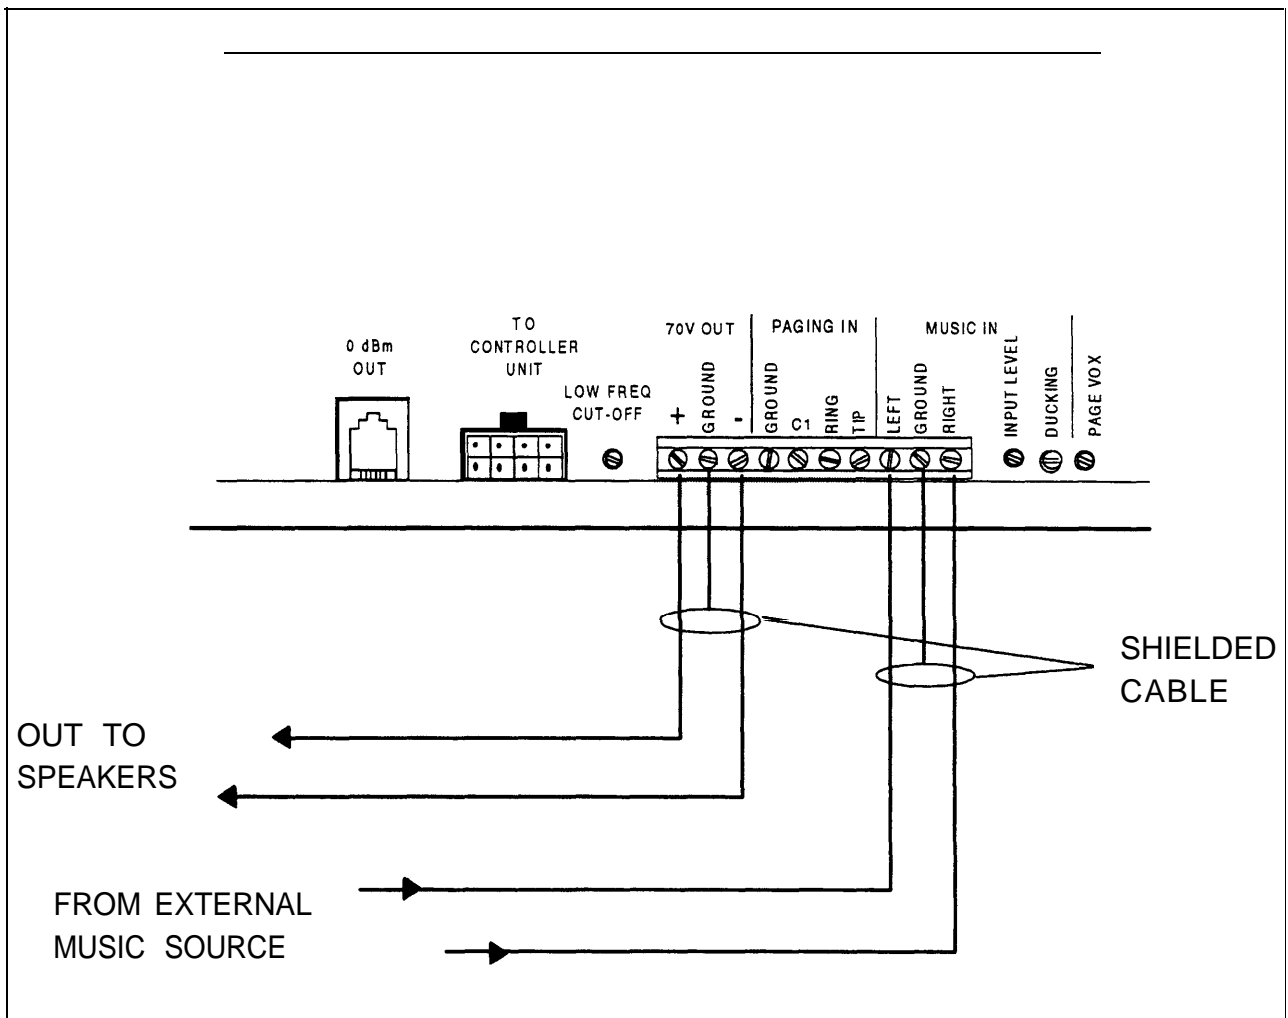 0 dBm
OUT
TO
CONTROLLER
UNIT
LOW FREQ
CUT-OFF
70V OUT
+
GROUND
-
PAGING IN
GROUND
C1
RING
TIP
MUSIC IN
LEFT
GROUND
RIGHT
INPUT LEVEL
DUCKING
PAGE VOX
SHIELDED
CABLE
OUT TO
SPEAKERS
FROM EXTERNAL
MUSIC SOURCE